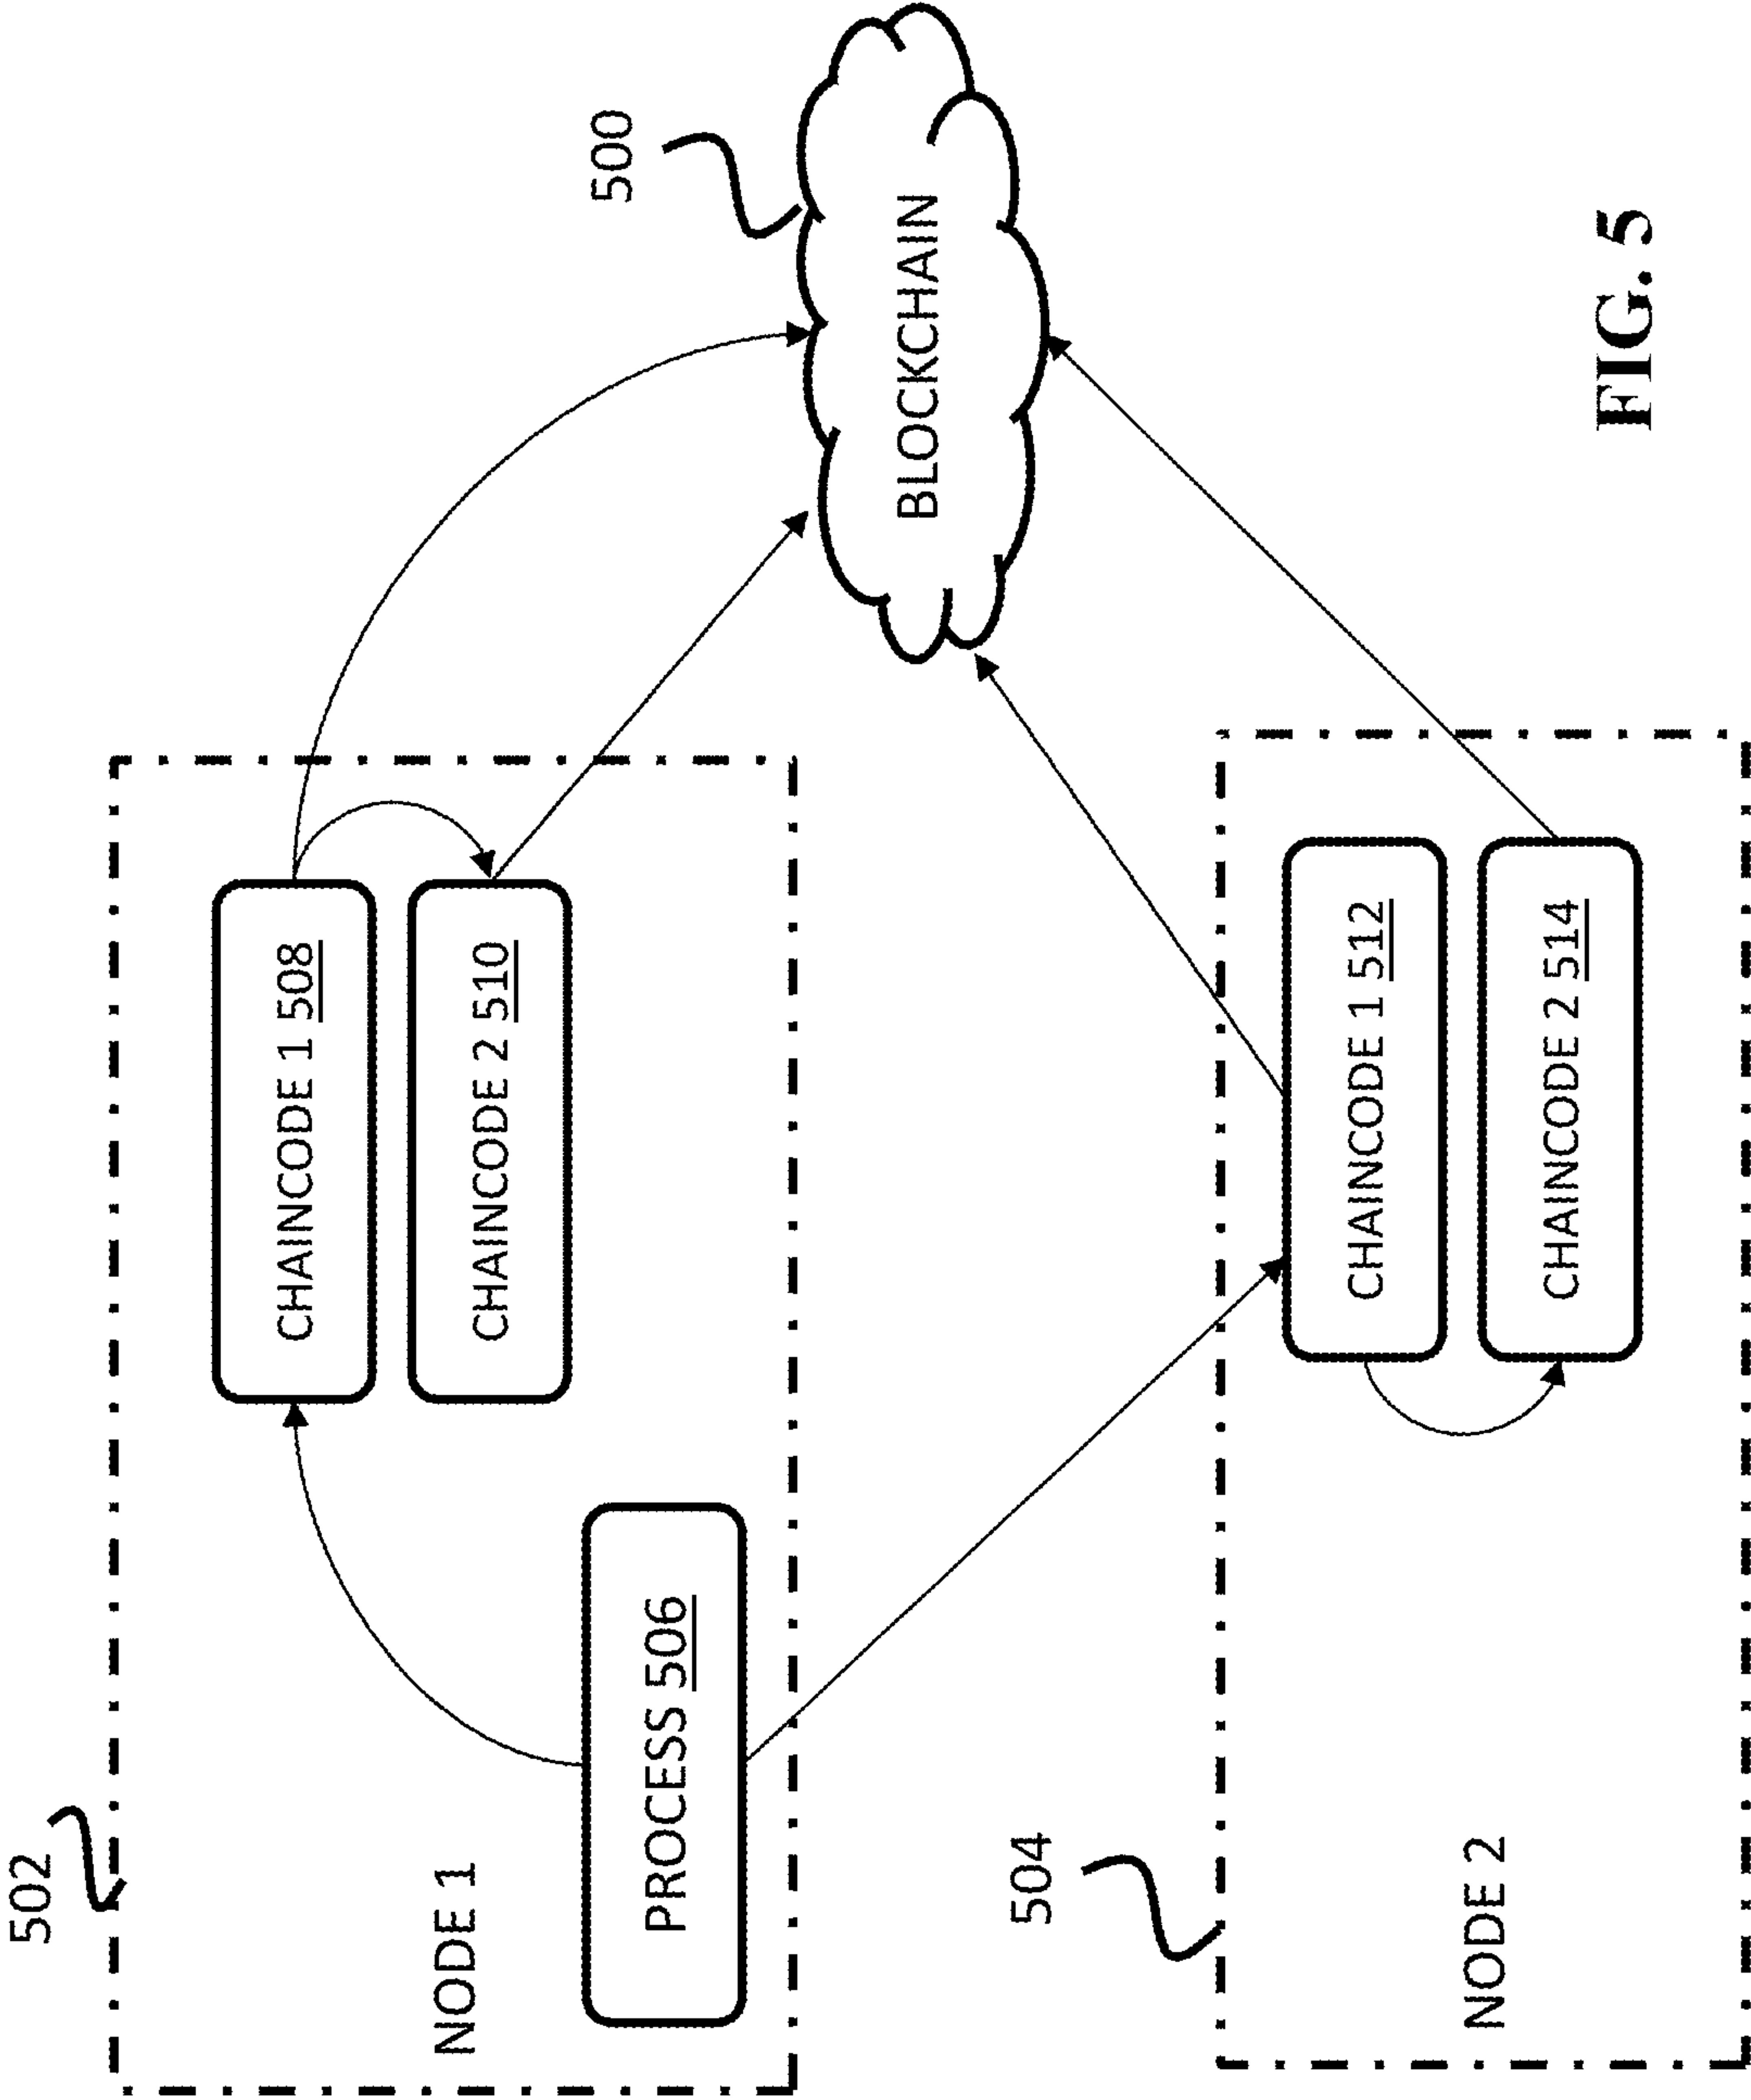 502
NODE 1
PROCESS 506
CHAINCODE 1 508
CHAINCODE 2 510
500
BLOCKCHAIN
504
NODE 2
CHAINCODE 1 512
CHAINCODE 2 514
FIG. 5